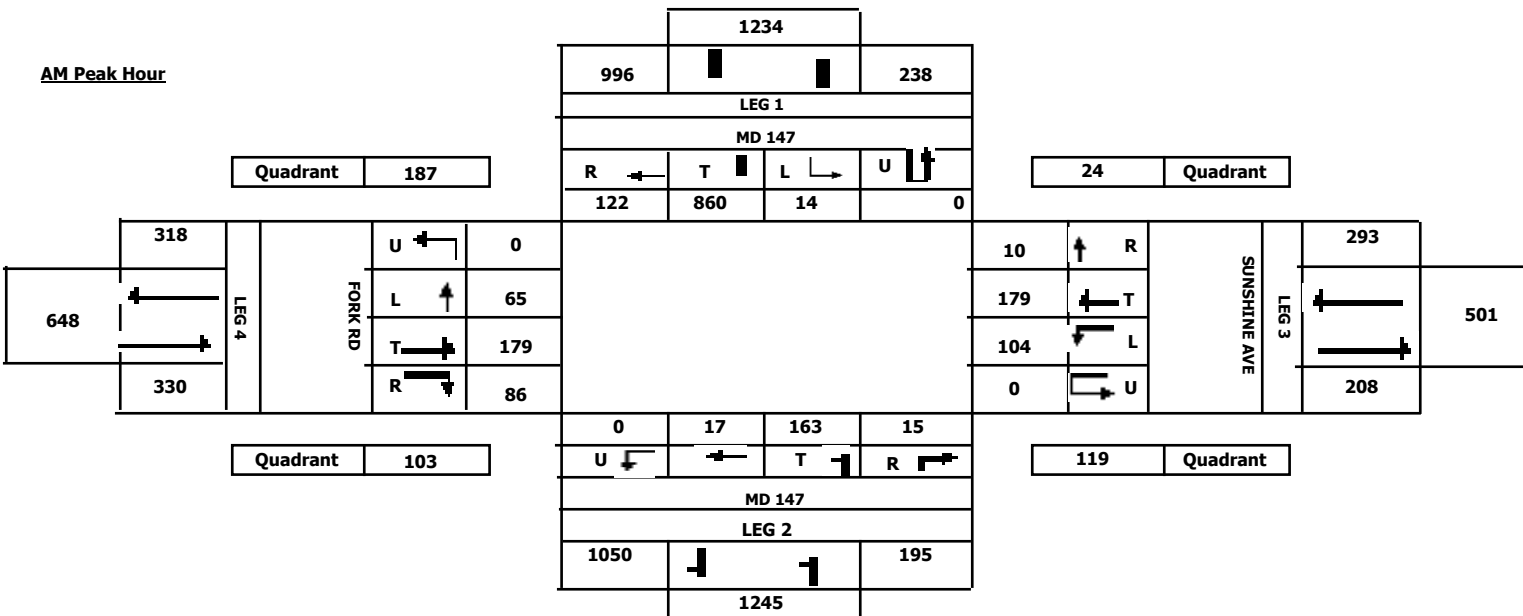 1234
AM Peak Hour
996 238
LEG 1
MD 147
Quadrant 187
R T L U
24 Quadrant
122 860 14 0
318
U 0
10 R
293
648
LEG 4
FORK RD
L 65
179 T
SUNSHINE AVE
LEG 3
501
T 179
104 L
330
R 86
0 U
208
0 17 163 15
Quadrant 103
U T R
119 Quadrant
MD 147
LEG 2
1050 195
1245